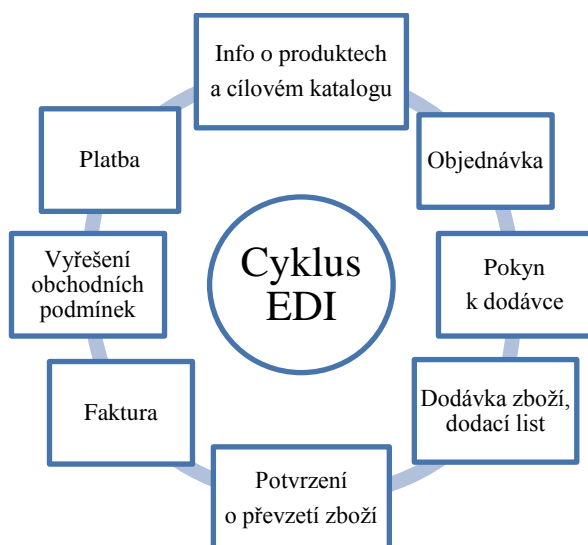 Info o produktech
a cílovém katalogu
Objednávka
Pokyn
k dodávce
Dodávka zboží,
dodací list
Potvrzení
o převzetí zboží
Faktura
Vyřešení
obchodních
podmínek
Platba
Cyklus
EDI